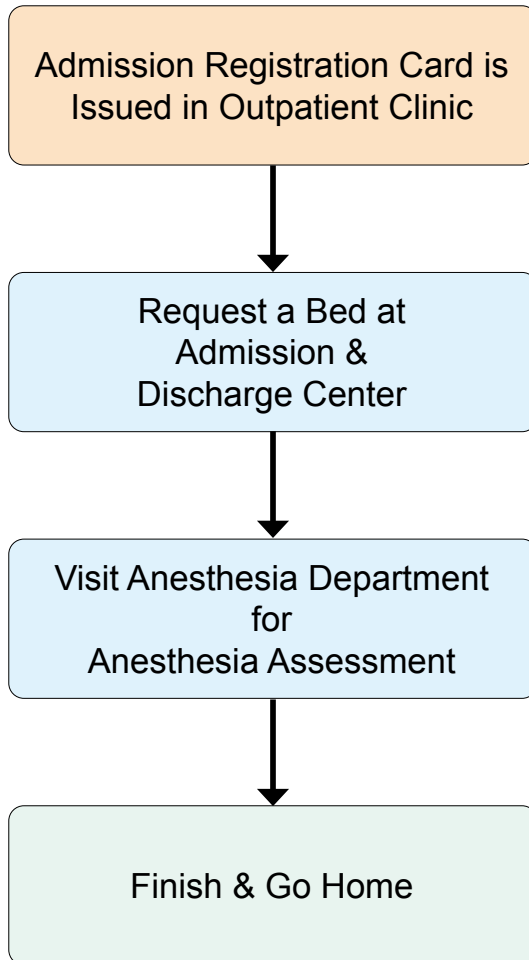 Admission Registration Card is
Issued in Outpatient Clinic
Request a Bed at
Admission &
Discharge Center
Visit Anesthesia Department
for
Anesthesia Assessment
Finish & Go Home